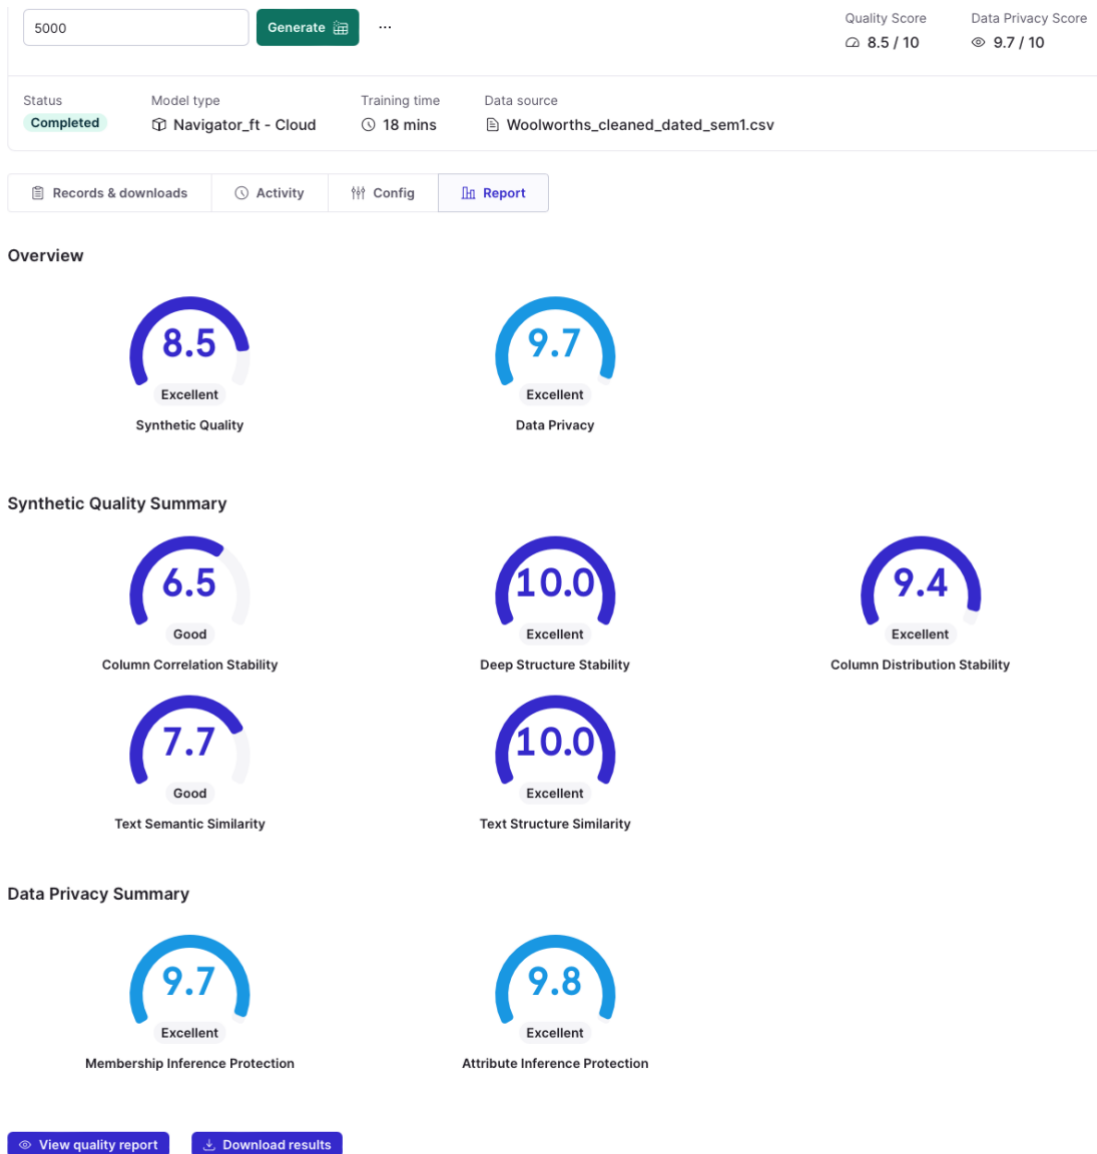 5000
Generate
...
Quality Score
Data Privacy Score
8.5 / 10
9.7 / 10
Status
Model type
Training time
Data source
Completed
Navigator_ft - Cloud
18 mins
Woolworths_cleaned_dated_sem1.csv
Records & downloads
Activity
Config
Report
Overview
8.5
Excellent
Synthetic Quality
9.7
Excellent
Data Privacy
Synthetic Quality Summary
6.5
Good
Column Correlation Stability
10.0
Excellent
Deep Structure Stability
9.4
Excellent
Column Distribution Stability
7.7
Good
Text Semantic Similarity
10.0
Excellent
Text Structure Similarity
Data Privacy Summary
9.7
Excellent
Membership Inference Protection
9.8
Excellent
Attribute Inference Protection
View quality report
Download results